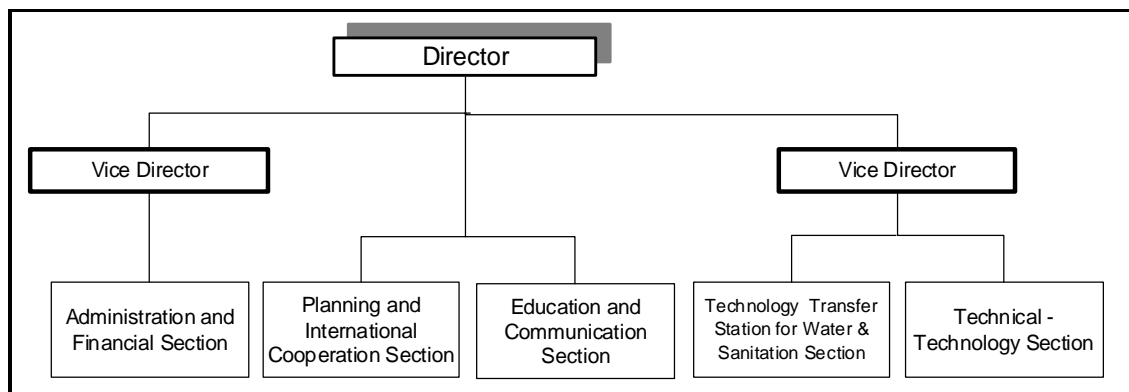 Director
Vice Director
Vice Director
Administration and
Financial Section
Planning and
International
Cooperation Section
Education and
Communication
Section
Technology Transfer
Station for Water &
Sanitation Section
Technical -
Technology Section